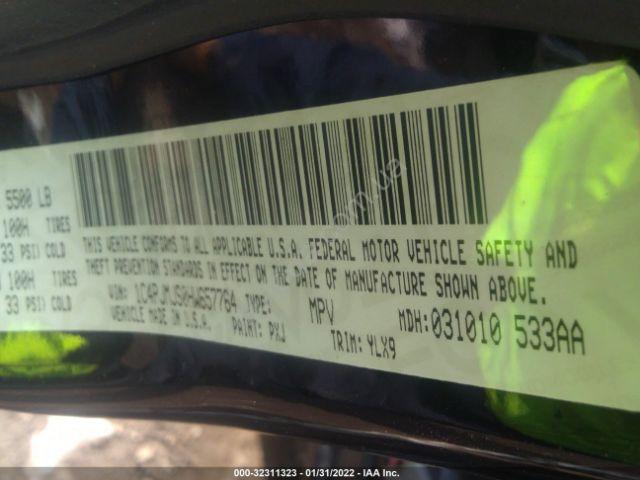 5500 LB
100H TIRES
33 PSI/ COLD
100H TIRES
33 PSI/ COLD
THIS VEHICLE CONFORMS TO ALL APPLICABLE U.S.A. FEDERAL MOTOR VEHICLE SAFETY AND
THEFT PREVENTION STANDARDS IN EFFECT ON THE DATE OF MANUFACTURE SHOWN ABOVE.
VIN: 1C4PJMJS0HW657764 TYPE: MPV MDH:031010 533AA
VEHICLE MADE IN U.S.A. PAINT: PXJ TRIM: YLX9
000-32311323 - 01/31/2022 - IAA Inc.